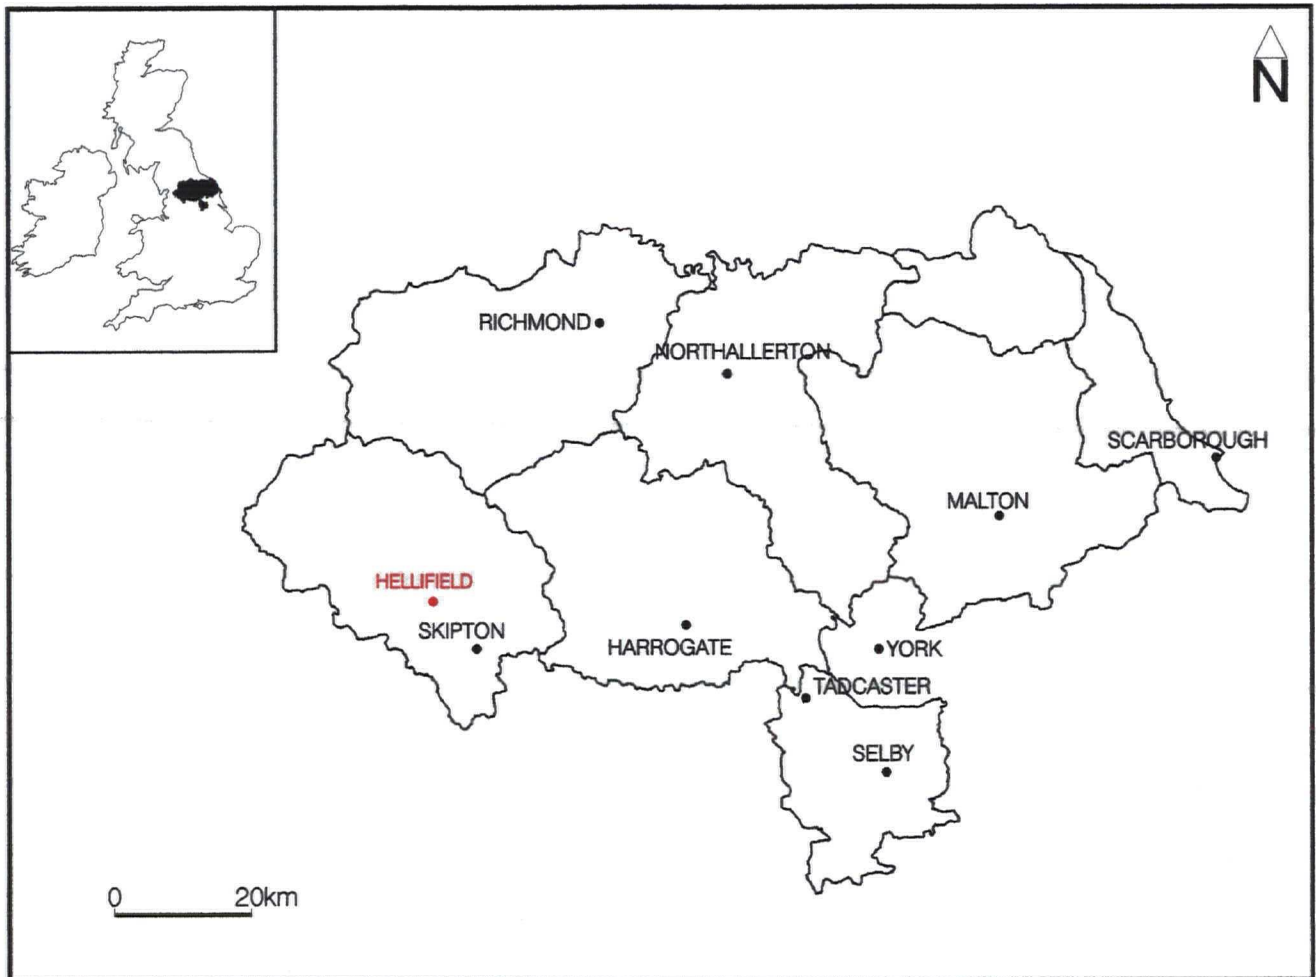 N
RICHMOND
NORTHALLERTON
SCARBOROUGH
MALTON
HELLIFIELD
SKIPTON
HARROGATE
YORK
TADCASTER
SELBY
0 20km